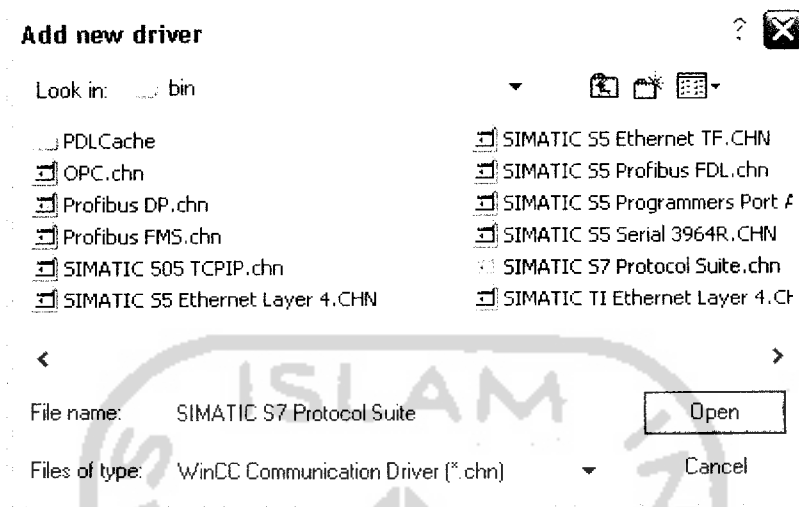 Add new driver
?
Look in: bin
PDLCache
OPC.chn
Profibus DP.chn
Profibus FMS.chn
SIMATIC 505 TCPIP.chn
SIMATIC S5 Ethernet Layer 4.CHN
SIMATIC S5 Ethernet TF.CHN
SIMATIC S5 Profibus FDL.chn
SIMATIC S5 Programmers Port A
SIMATIC S5 Serial 3964R.CHN
SIMATIC S7 Protocol Suite.chn
SIMATIC TI Ethernet Layer 4.CH
File name: SIMATIC S7 Protocol Suite
Open
Files of type: WinCC Communication Driver (*.chn)
Cancel
ISLAM